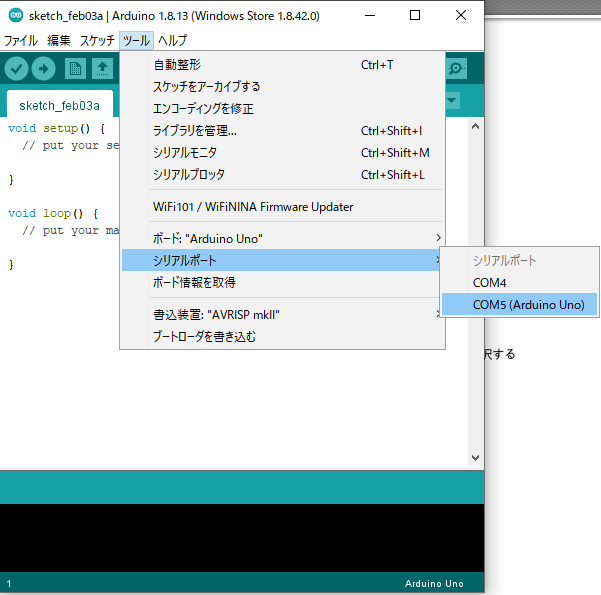 sketch_feb03a | Arduino 1.8.13 (Windows Store 1.8.42.0)
ファイル 編集 スケッチ ツール ヘルプ
sketch_feb03a
void setup() {
// put your se
}
void loop() {
// put your ma
}
自動整形 Ctrl+T
スケッチをアーカイブする
エンコーディングを修正
ライブラリを管理... Ctrl+Shift+I
シリアルモニタ Ctrl+Shift+M
シリアルプロッタ Ctrl+Shift+L
WiFi101 / WiFiNINA Firmware Updater
ボード: "Arduino Uno"
シリアルポート
ボード情報を取得
書込装置: "AVRISP mkII"
ブートローダを書き込む
シリアルポート
COM4
COM5 (Arduino Uno)
択する
1 Arduino Uno